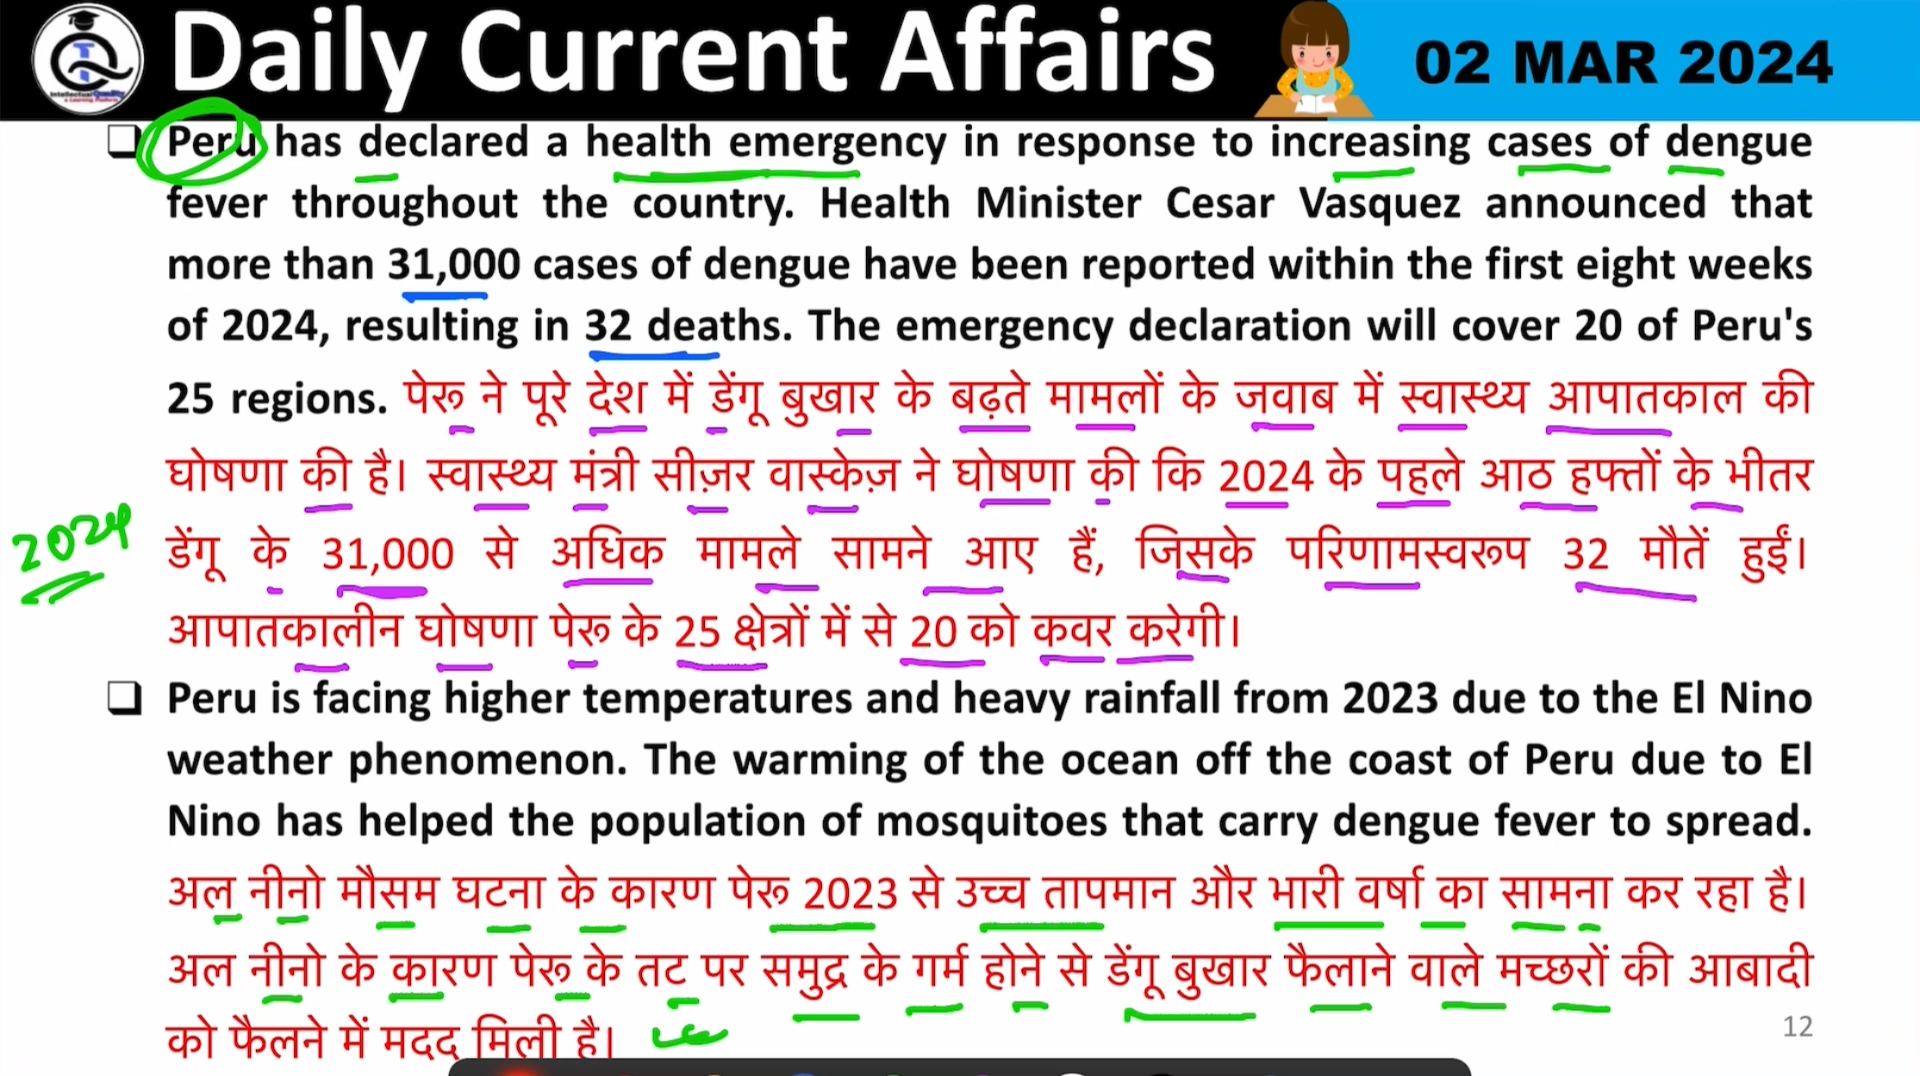 Daily Current Affairs
02 MAR 2024
Peru has declared a health emergency in response to increasing cases of dengue
fever throughout the country. Health Minister Cesar Vasquez announced that
more than 31,000 cases of dengue have been reported within the first eight weeks
of 2024, resulting in 32 deaths. The emergency declaration will cover 20 of Peru's
25 regions. पेरू ने पूरे देश में डेंगू बुखार के बढ़ते मामलों के जवाब में स्वास्थ्य आपातकाल की
घोषणा की है। स्वास्थ्य मंत्री सीज़र वास्केज़ ने घोषणा की कि 2024 के पहले आठ हफ्तों के भीतर
2024
डेंगू के 31,000 से अधिक मामले सामने आए हैं, जिसके परिणामस्वरूप 32 मौतें हुईं।
आपातकालीन घोषणा पेरू के 25 क्षेत्रों में से 20 को कवर करेगी।
Peru is facing higher temperatures and heavy rainfall from 2023 due to the El Nino
weather phenomenon. The warming of the ocean off the coast of Peru due to El
Nino has helped the population of mosquitoes that carry dengue fever to spread.
अल नीनो मौसम घटना के कारण पेरू 2023 से उच्च तापमान और भारी वर्षा का सामना कर रहा है।
अल नीनो के कारण पेरू के तट पर समुद्र के गर्म होने से डेंगू बुखार फैलाने वाले मच्छरों की आबादी
को फैलने में मदद मिली है।
12